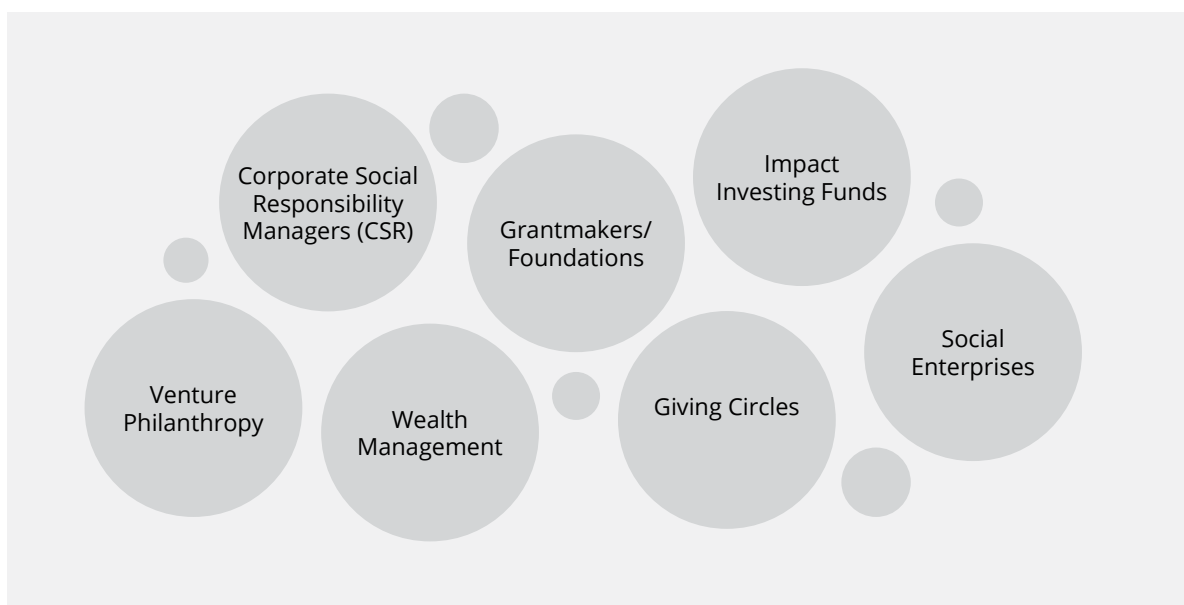 Corporate Social
Responsibility
Managers (CSR)
Grantmakers/
Foundations
Impact
Investing Funds
Venture
Philanthropy
Wealth
Management
Giving Circles
Social
Enterprises